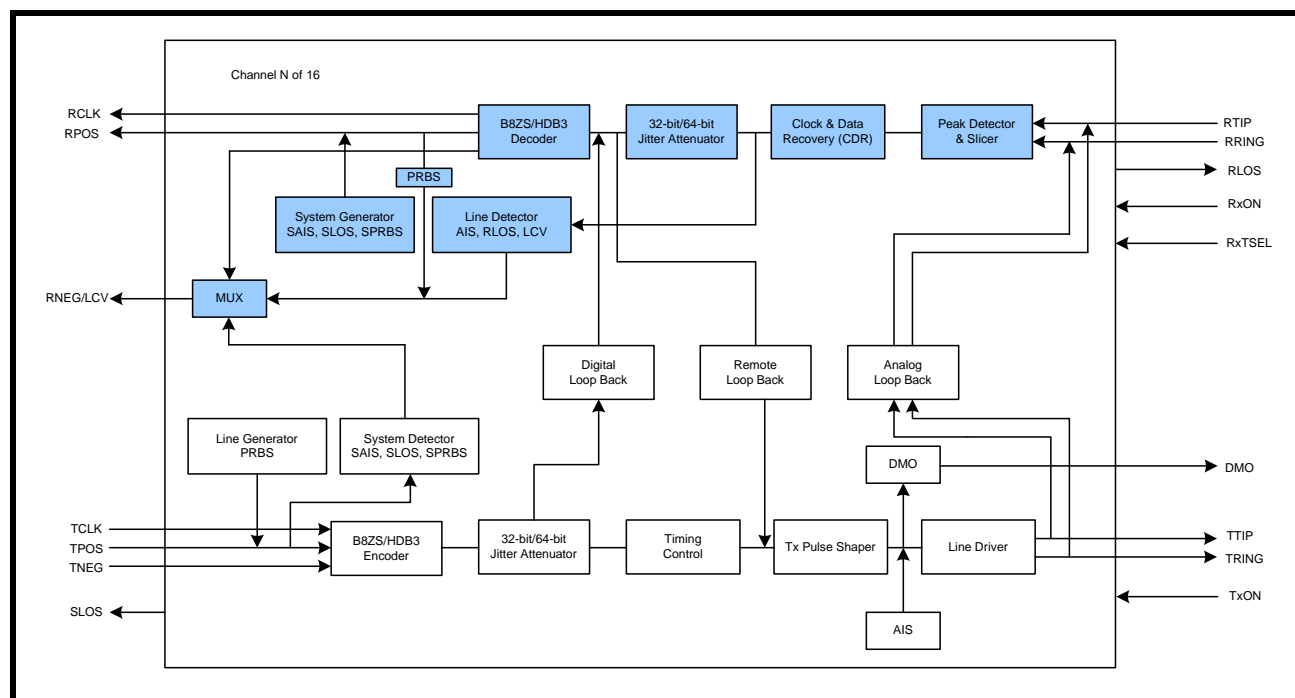 Channel N of 16
RCLK
RPOS
B8ZS/HDB3
Decoder
32-bit/64-bit
Jitter Attenuator
Clock & Data
Recovery (CDR)
Peak Detector
& Slicer
RTIP
RRING
RLOS
RxON
RxTSEL
PRBS
System Generator
SAIS, SLOS, SPRBS
Line Detector
AIS, RLOS, LCV
RNEG/LCV
MUX
Digital
Loop Back
Remote
Loop Back
Analog
Loop Back
Line Generator
PRBS
System Detector
SAIS, SLOS, SPRBS
DMO
DMO
TCLK
TPOS
TNEG
B8ZS/HDB3
Encoder
32-bit/64-bit
Jitter Attenuator
Timing
Control
Tx Pulse Shaper
Line Driver
TTIP
TRING
TxON
SLOS
AIS